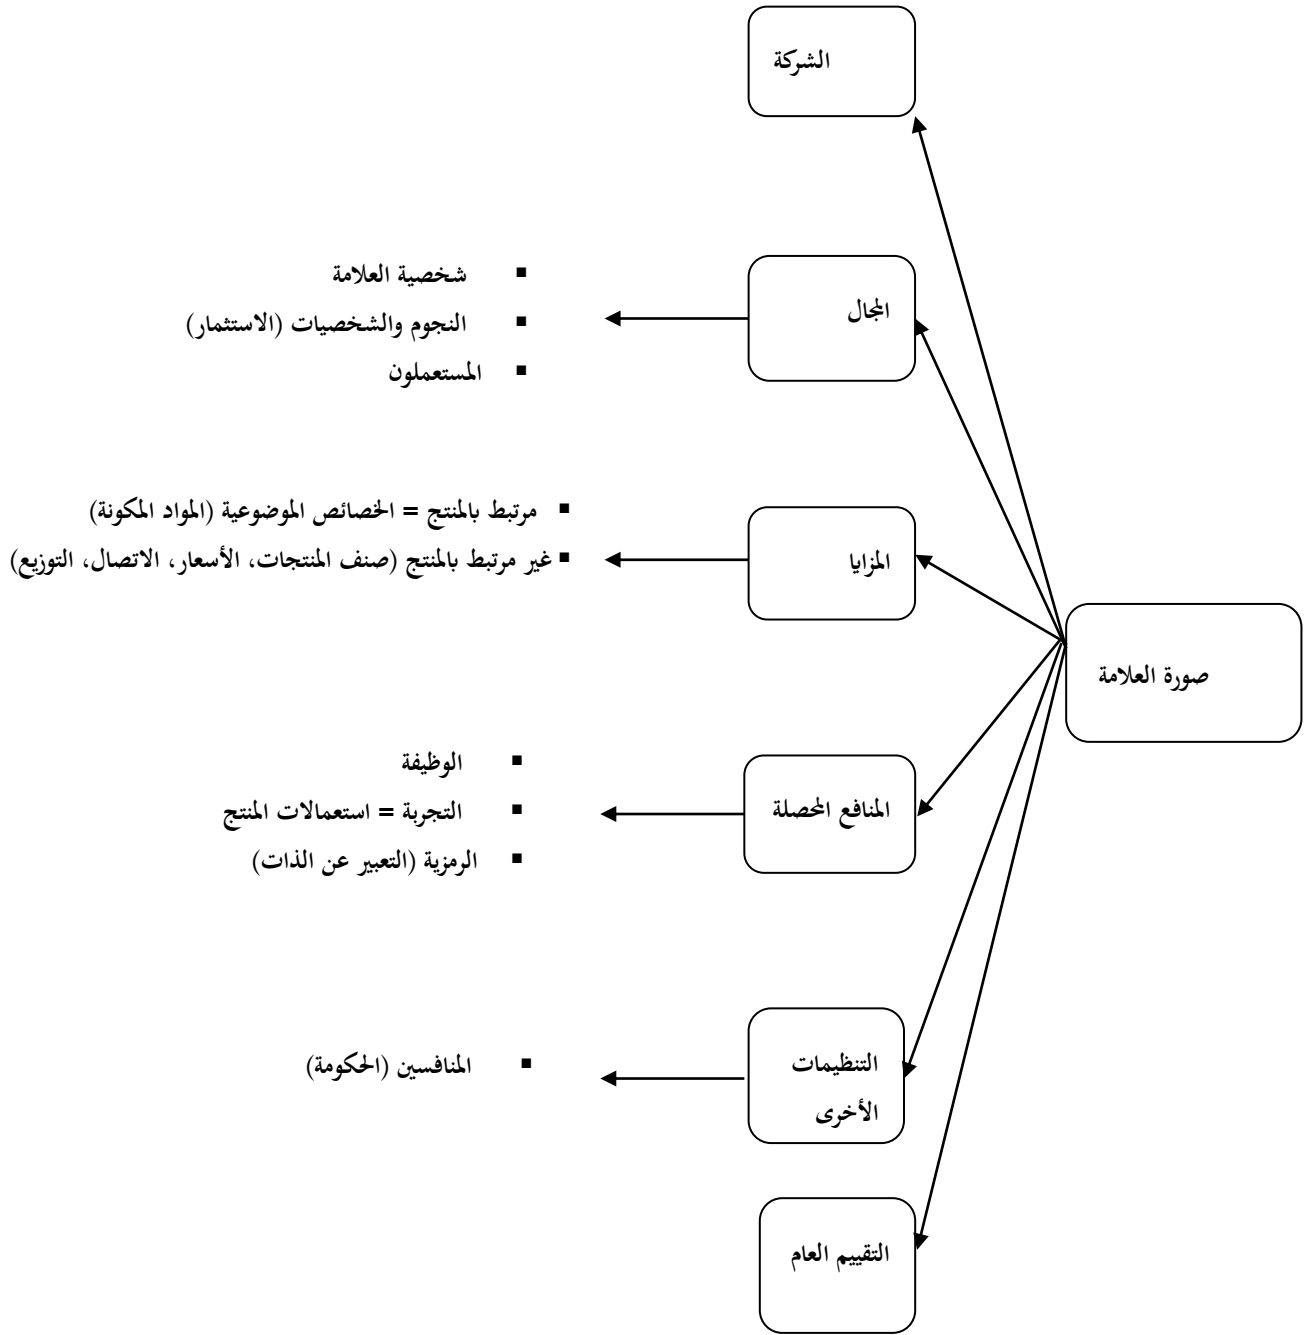 الشركة
المجال
▪ شخصية العلامة
▪ النجوم والشخصيات (الاستثمار)
▪ المستعملون
المزايا
▪ مرتبط بالمنتج = الخصائص الموضوعية (المواد المكونة)
▪ غير مرتبط بالمنتج (صنف المنتجات، الأسعار، الاتصال، التوزيع)
صورة العلامة
المنافع المحصلة
▪ الوظيفة
▪ التجربة = استعمالات المنتج
▪ الرمزية (التعبير عن الذات)
التنظيمات
الأخرى
▪ المنافسين (الحكومة)
التقييم العام